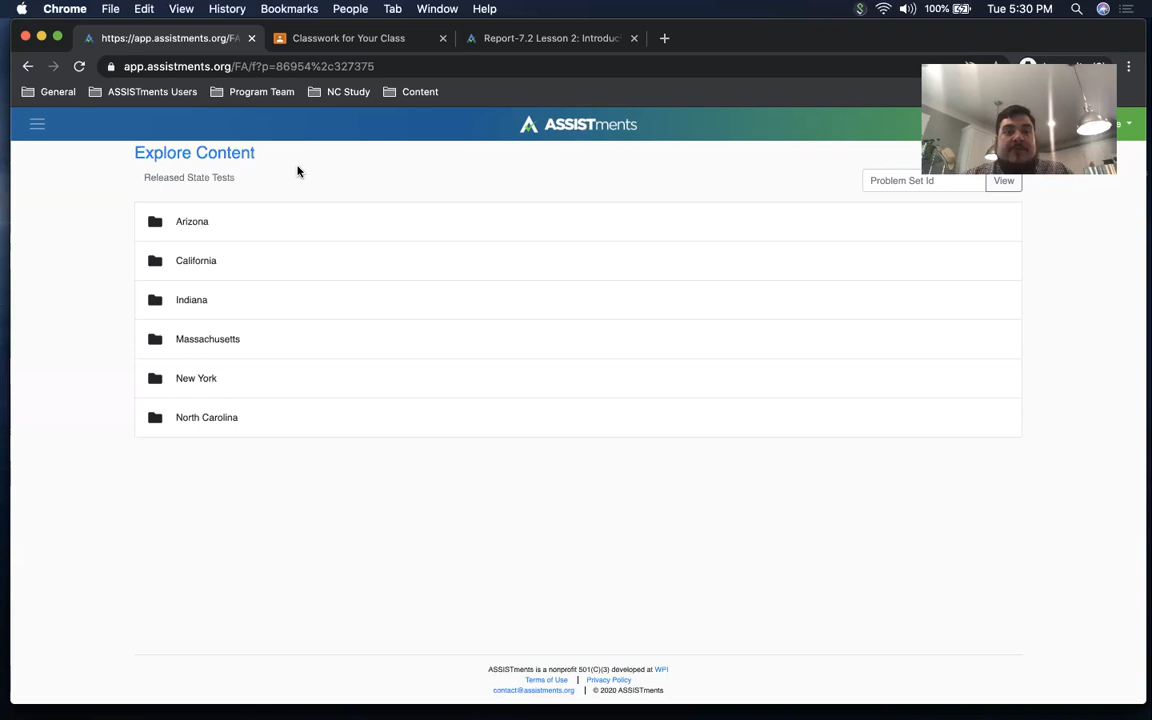 Chrome File Edit View History Bookmarks People Tab Window Help 100% Tue 5:30 PM
https://app.assistments.org/FA Classwork for Your Class Report-7.2 Lesson 2: Introduc
app.assistments.org/FA/f?p=86954%2c327375
General ASSISTments Users Program Team NC Study Content
ASSISTments
Explore Content
Released State Tests
Problem Set Id View
Arizona
California
Indiana
Massachusetts
New York
North Carolina
ASSISTments is a nonprofit 501(C)(3) developed at WPI
Terms of Use | Privacy Policy
contact@assistments.org | © 2020 ASSISTments